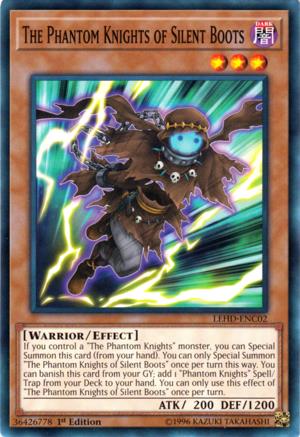 The Phantom Knights of Silent Boots
DARK
闇
LEHD-ENC02
[WARRIOR/EFFECT]
If you control a "The Phantom Knights" monster, you can Special
Summon this card (from your hand). You can only Special Summon
"The Phantom Knights of Silent Boots" once per turn this way. You
can banish this card from your GY; add 1 "Phantom Knights" Spell/
Trap from your Deck to your hand. You can only use this effect of
"The Phantom Knights of Silent Boots" once per turn.
ATK/ 200 DEF/1200
36426778 1st Edition ©1996 KAZUKI TAKAHASHI